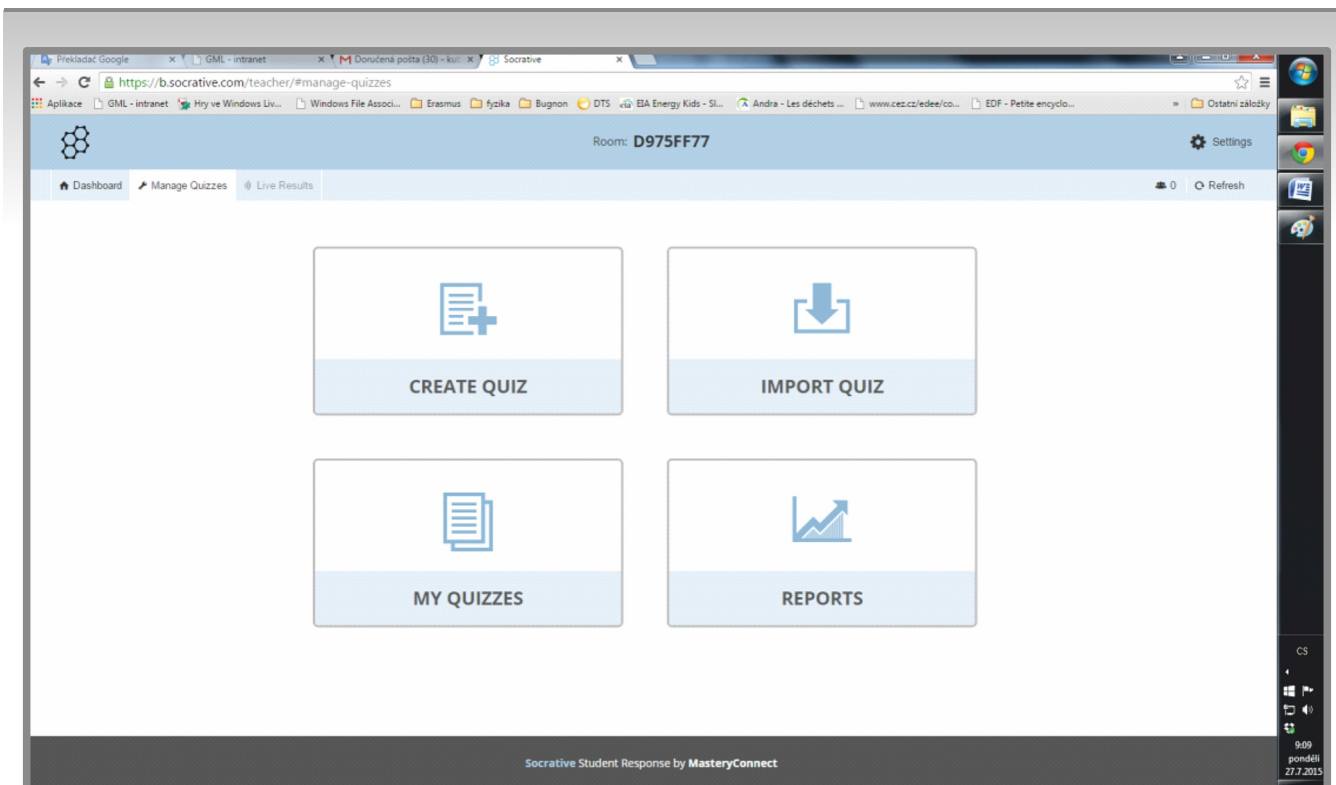 Překladač Google
GML - intranet
Doručená pošta (30) - kuc
Socrative
https://b.socrative.com/teacher/#manage-quizzes
Aplikace GML - intranet Hry ve Windows Liv... Windows File Associ... Erasmus fyzika Bugnon DTS EIA Energy Kids - Sl... Andra - Les déchets ... www.cez.cz/edee/co... EDF - Petite encyclo... » Ostatní záložky
Room: D975FF77
Settings
Dashboard Manage Quizzes Live Results 0 Refresh
CREATE QUIZ
IMPORT QUIZ
MY QUIZZES
REPORTS
Socrative Student Response by MasteryConnect
CS
9:09
pondělí
27.7.2015